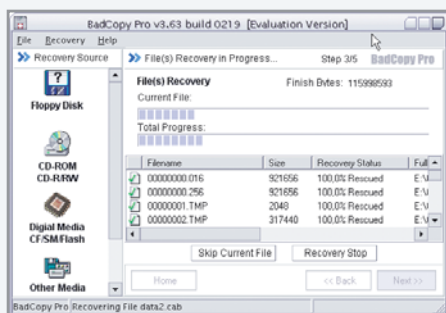 BadCopy Pro v3.63 build 0219 [Evaluation Version]
File Recovery Help
Recovery Source
File(s) Recovery in Progress... Step 3/5 BadCopy Pro
Floppy Disk
CD-ROM
CD-R/RW
Digial Media
CF/SM/Flash
Other Media
File(s) Recovery Finish Bytes: 115998593
Current File:
Total Progress:
Filename Size Recovery Status Full
00000000.016 921656 100,0% Rescued E:\
00000000.256 921656 100,0% Rescued E:\
00000001.TMP 2048 100,0% Rescued E:\
00000002.TMP 317440 100,0% Rescued E:\
Skip Current File Recovery Stop
Home << Back Next >>
BadCopy Pro Recovering File data2.cab